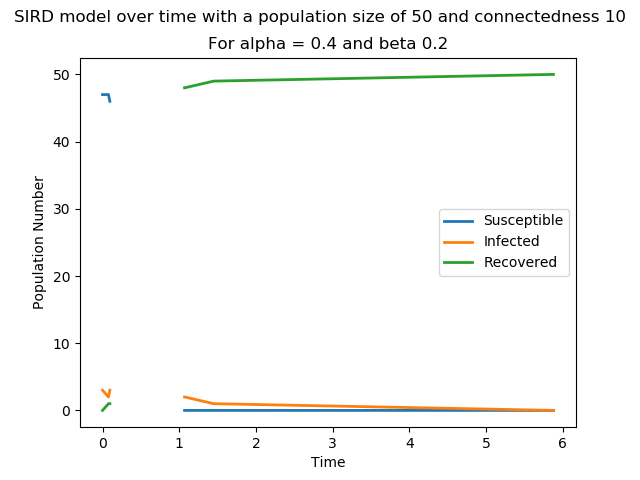 SIRD model over time with a population size of 50 and connectedness 10
For alpha = 0.4 and beta 0.2
50
40
30
20
10
0
Population Number
Susceptible
Infected
Recovered
0 1 2 3 4 5 6
Time